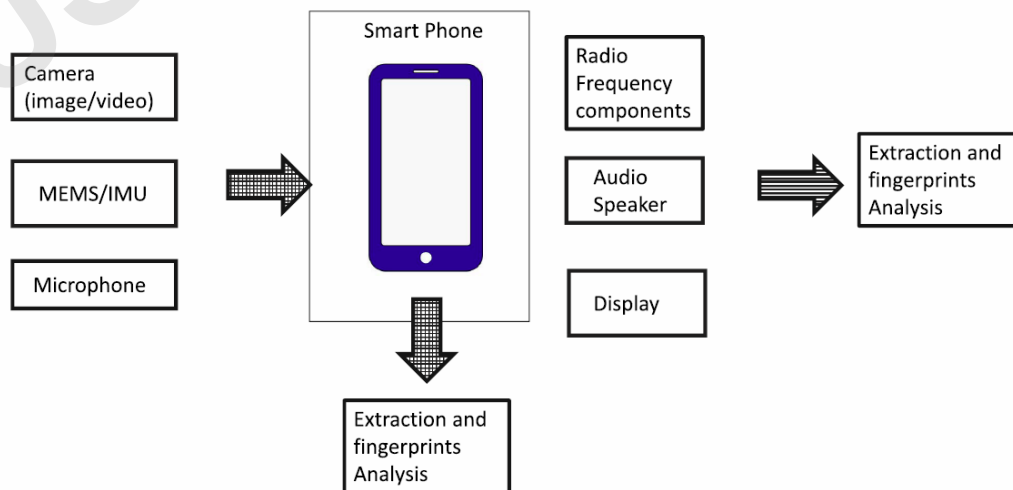 Smart Phone
Camera
(image/video)
MEMS/IMU
Microphone
Radio
Frequency
components
Audio
Speaker
Display
Extraction and
fingerprints
Analysis
Extraction and
fingerprints
Analysis